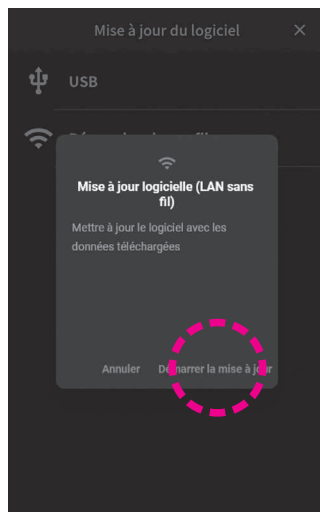 Mise à jour du logiciel
USB
Mise à jour logicielle (LAN sans
fil)
Mettre à jour le logiciel avec les
données téléchargées
Annuler Démarrer la mise à jour